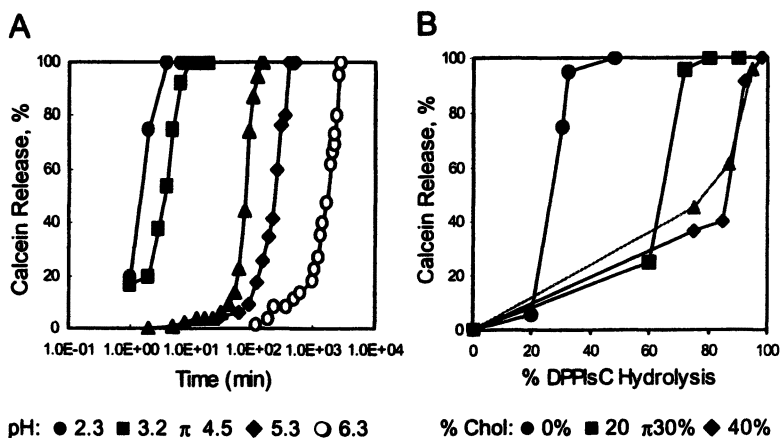 A
B
Calcein Release, %
100
80
60
40
20
0
1.0E-01 1.0E+00 1.0E+01 1.0E+02 1.0E+03 1.0E+04
Time (min)
pH: ● 2.3 ■ 3.2 π 4.5 ◆ 5.3 ○ 6.3
Calcein Release, %
100
80
60
40
20
0
0 20 40 60 80 100
% DPPlsC Hydrolysis
% Chol: ● 0% ■ 20 π30% ◆ 40%